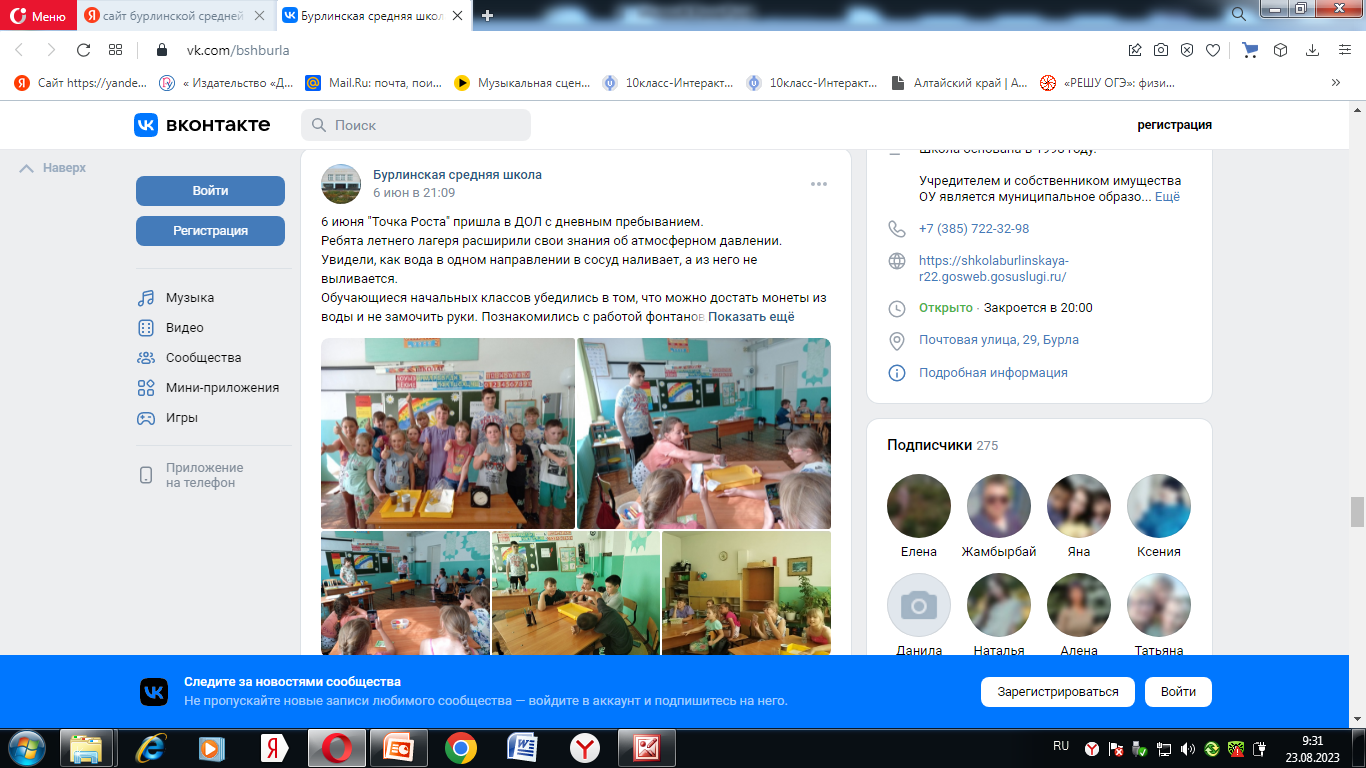 Меню
сайт бурлинской средней
Бурлинская средняя школ
vk.com/bshburla
Сайт https://yande...
« Издательство «Д...
Mail.Ru: почта, пои...
Музыкальная сцен...
10класс-Интеракт...
10класс-Интеракт...
Алтайский край | А...
«РЕШУ ОГЭ»: физи...
вконтакте
Поиск
регистрация
Наверх
Войти
Регистрация
Музыка
Видео
Сообщества
Мини-приложения
Игры
Приложение
на телефон
Бурлинская средняя школа
6 июн в 21:09
6 июня "Точка Роста" пришла в ДОЛ с дневным пребыванием.
Ребята летнего лагеря расширили свои знания об атмосферном давлении.
Увидели, как вода в одном направлении в сосуд наливает, а из него не
выливается.
Обучающиеся начальных классов убедились в том, что можно достать монеты из
воды и не замочить руки. Познакомились с работой фонтанов Показать ещё
Школа основана в 1993 году.
Учредителем и собственником имущества
ОУ является муниципальное образо... Ещё
+7 (385) 722-32-98
https://shkolaburlinskaya-
r22.gosweb.gosuslugi.ru/
Открыто · Закроется в 20:00
Почтовая улица, 29, Бурла
Подробная информация
Подписчики 275
Елена Жамбырбай Яна Ксения
Данила Наталья Алена Татьяна
Следите за новостями сообщества
Не пропускайте новые записи любимого сообщества — войдите в аккаунт и подпишитесь на него.
Зарегистрироваться
Войти
RU
9:31
23.08.2023